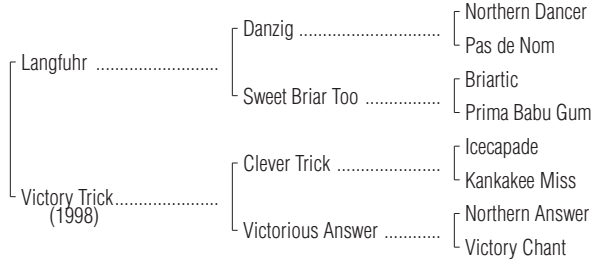 Northern Dancer
Danzig ..............................
Pas de Nom
Langfuhr ..........................
Briartic
Sweet Briar Too ................
Prima Babu Gum
Icecapade
Clever Trick ......................
Kankakee Miss
Victory Trick......................
(1998)
Northern Answer
Victorious Answer ............
Victory Chant